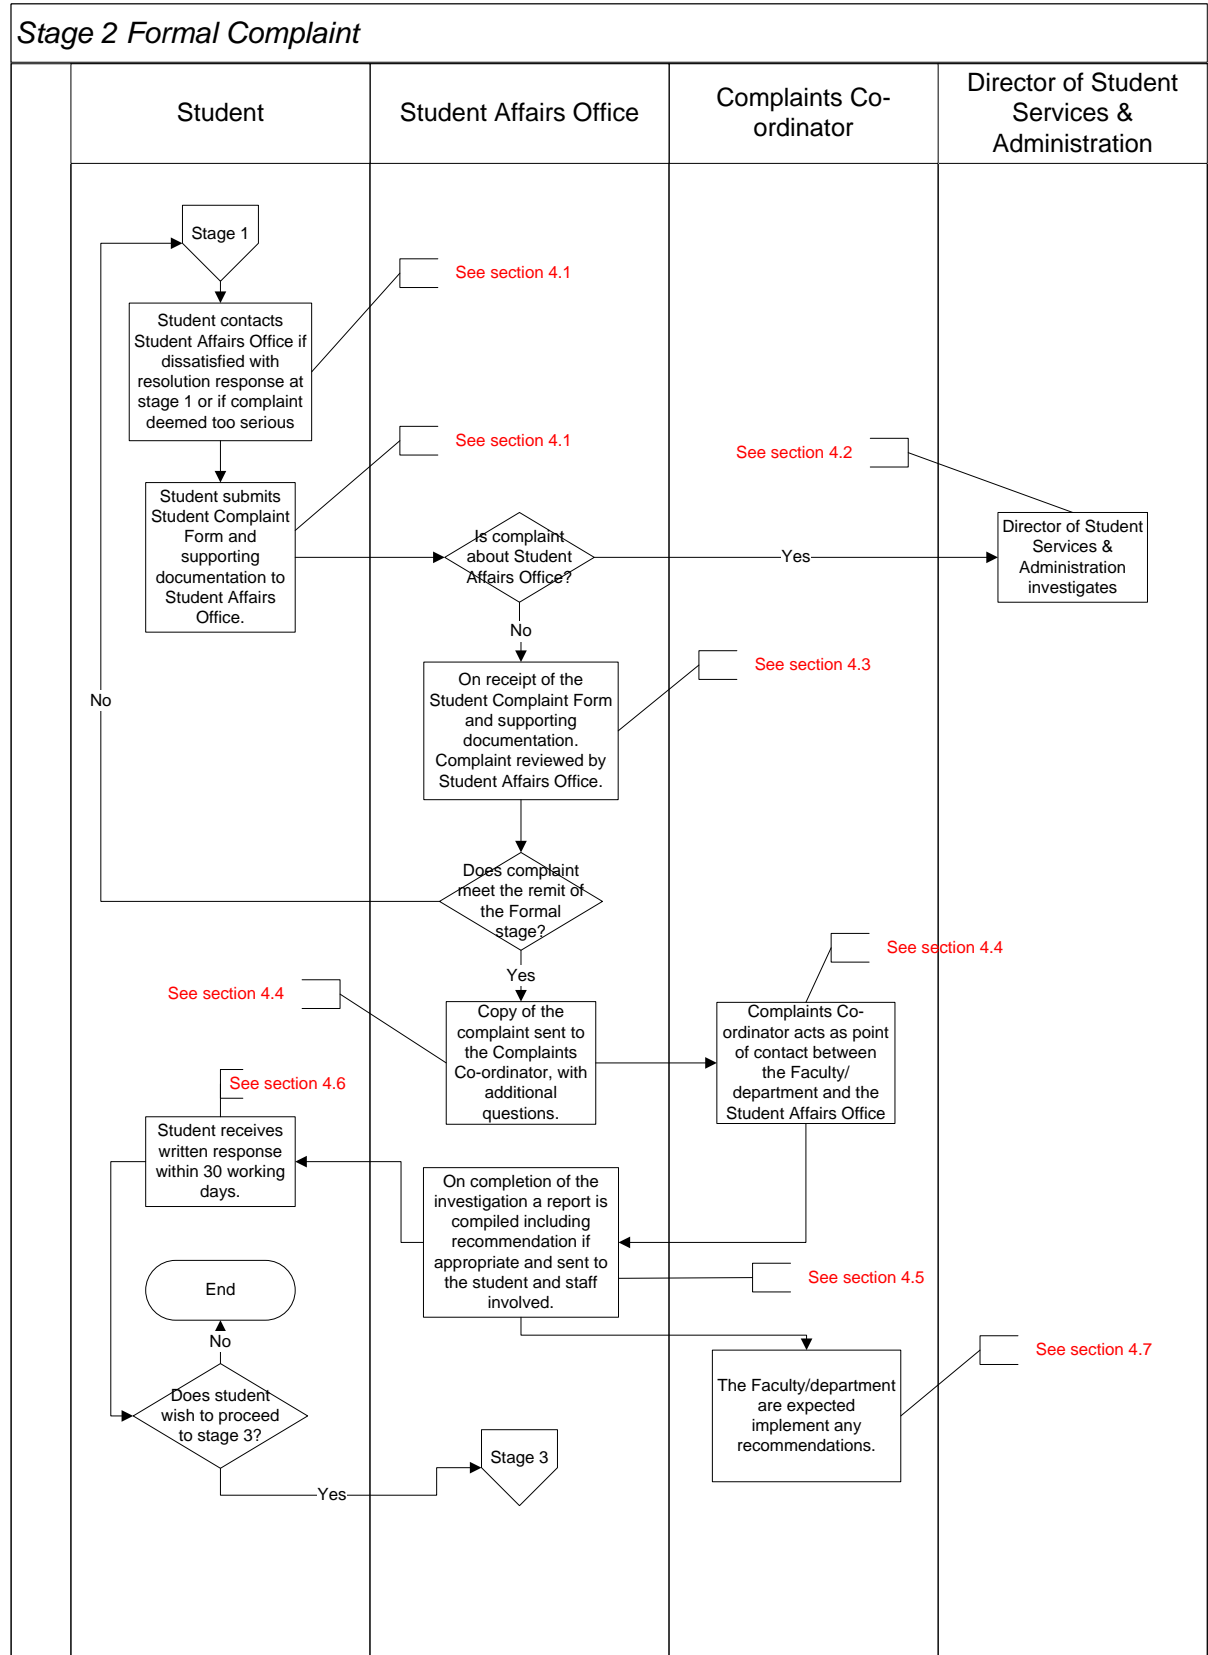 Stage 2 Formal Complaint
Student
Student Affairs Office
Complaints Co-
ordinator
Director of Student
Services &
Administration
Stage 1
See section 4.1
Student contacts
Student Affairs Office if
dissatisfied with
resolution response at
stage 1 or if complaint
deemed too serious
See section 4.1
See section 4.2
Student submits
Student Complaint
Form and
supporting
documentation to
Student Affairs
Office.
Is complaint
about Student
Affairs Office?
Yes
Director of Student
Services &
Administration
investigates
No
On receipt of the
Student Complaint Form
and supporting
documentation.
Complaint reviewed by
Student Affairs Office.
See section 4.3
No
Does complaint
meet the remit of
the Formal
stage?
Yes
See section 4.4
See section 4.4
Copy of the
complaint sent to
the Complaints
Co-ordinator, with
additional
questions.
Complaints Co-
ordinator acts as point
of contact between
the Faculty/
department and the
Student Affairs Office
See section 4.6
Student receives
written response
within 30 working
days.
On completion of the
investigation a report is
compiled including
recommendation if
appropriate and sent to
the student and staff
involved.
See section 4.5
End
No
Does student
wish to proceed
to stage 3?
Yes
Stage 3
The Faculty/department
are expected
implement any
recommendations.
See section 4.7